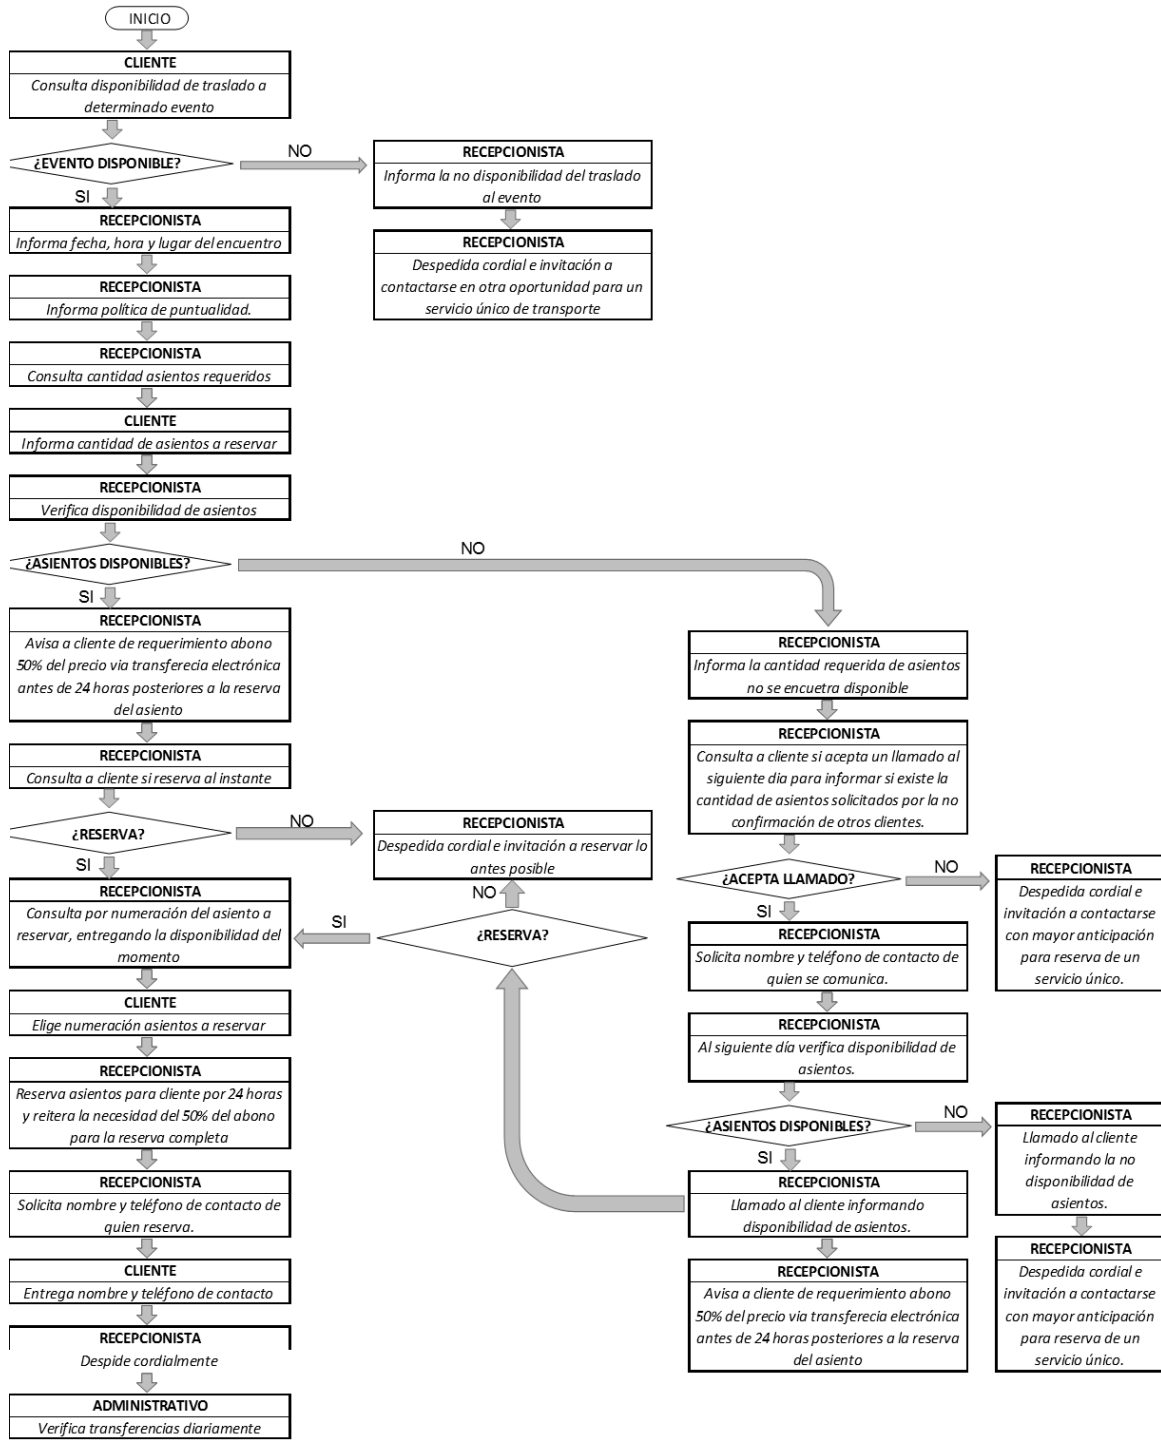 INICIO
CLIENTE
Consulta disponibilidad de traslado a
determinado evento
¿EVENTO DISPONIBLE?
NO
RECEPCIONISTA
Informa la no disponibilidad del traslado
al evento
RECEPCIONISTA
Despedida cordial e invitación a
contactarse en otra oportunidad para un
servicio único de transporte
SI
RECEPCIONISTA
Informa fecha, hora y lugar del encuentro
RECEPCIONISTA
Informa política de puntualidad.
RECEPCIONISTA
Consulta cantidad asientos requeridos
CLIENTE
Informa cantidad de asientos a reservar
RECEPCIONISTA
Verifica disponibilidad de asientos
¿ASIENTOS DISPONIBLES?
NO
SI
RECEPCIONISTA
Avisa a cliente de requerimiento abono
50% del precio via transferecia electrónica
antes de 24 horas posteriores a la reserva
del asiento
RECEPCIONISTA
Consulta a cliente si reserva al instante
¿RESERVA?
NO
RECEPCIONISTA
Despedida cordial e invitación a reservar lo
antes posible
SI
RECEPCIONISTA
Consulta por numeración del asiento a
reservar, entregando la disponibilidad del
momento
SI
NO
¿RESERVA?
CLIENTE
Elige numeración asientos a reservar
RECEPCIONISTA
Reserva asientos para cliente por 24 horas
y reitera la necesidad del 50% del abono
para la reserva completa
RECEPCIONISTA
Solicita nombre y teléfono de contacto de
quien reserva.
CLIENTE
Entrega nombre y teléfono de contacto
RECEPCIONISTA
Despide cordialmente
ADMINISTRATIVO
Verifica transferencias diariamente
RECEPCIONISTA
Informa la cantidad requerida de asientos
no se encuetra disponible
RECEPCIONISTA
Consulta a cliente si acepta un llamado al
siguiente dia para informar si existe la
cantidad de asientos solicitados por la no
confirmación de otros clientes.
¿ACEPTA LLAMADO?
NO
RECEPCIONISTA
Despedida cordial e
invitación a contactarse
con mayor anticipación
para reserva de un
servicio único.
SI
RECEPCIONISTA
Solicita nombre y teléfono de contacto de
quien se comunica.
RECEPCIONISTA
Al siguiente día verifica disponibilidad de
asientos.
¿ASIENTOS DISPONIBLES?
NO
RECEPCIONISTA
Llamado al cliente
informando la no
disponibilidad de
asientos.
RECEPCIONISTA
Despedida cordial e
invitación a contactarse
con mayor anticipación
para reserva de un
servicio único.
SI
RECEPCIONISTA
Llamado al cliente informando
disponibilidad de asientos.
RECEPCIONISTA
Avisa a cliente de requerimiento abono
50% del precio via transferecia electrónica
antes de 24 horas posteriores a la reserva
del asiento